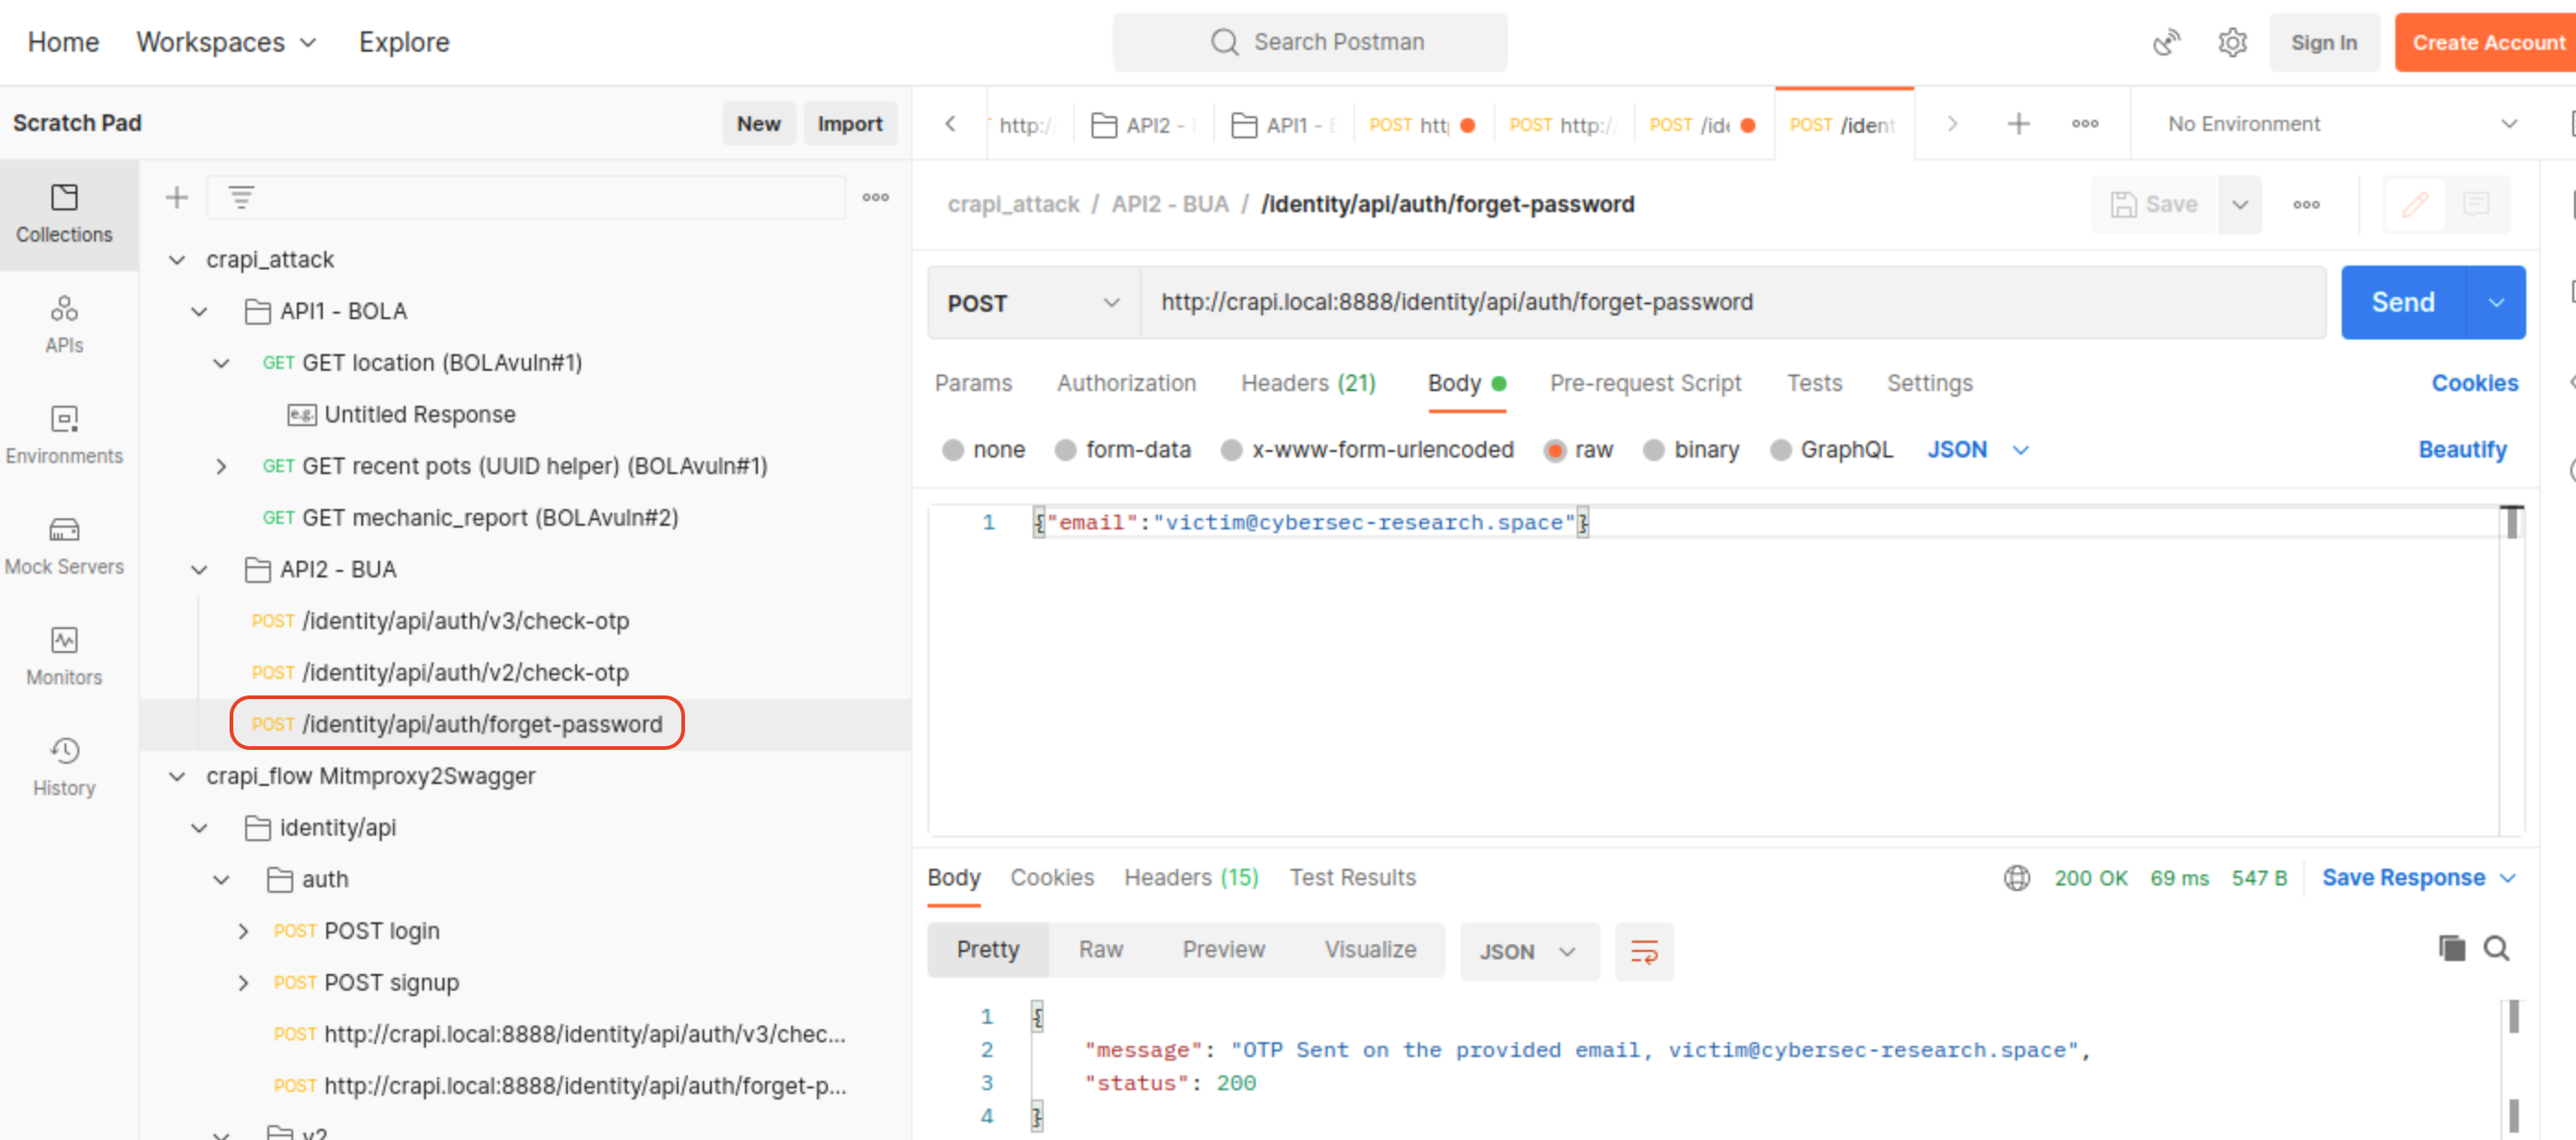 Home Workspaces Explore Search Postman Sign In Create Account
Scratch Pad New Import
http:/ API2 - API1 - POST http POST http:/ POST /ide POST /ident No Environment
Collections
APIs
Environments
Mock Servers
Monitors
History
crapi_attack
API1 - BOLA
GET GET location (BOLAvuln#1)
e.g. Untitled Response
GET GET recent pots (UUID helper) (BOLAvuln#1)
GET GET mechanic_report (BOLAvuln#2)
API2 - BUA
POST /identity/api/auth/v3/check-otp
POST /identity/api/auth/v2/check-otp
POST /identity/api/auth/forget-password
crapi_flow Mitmproxy2Swagger
identity/api
auth
POST POST login
POST POST signup
POST http://crapi.local:8888/identity/api/auth/v3/chec...
POST http://crapi.local:8888/identity/api/auth/forget-p...
v2
crapi_attack / API2 - BUA / /identity/api/auth/forget-password Save
POST http://crapi.local:8888/identity/api/auth/forget-password Send
Params Authorization Headers (21) Body Pre-request Script Tests Settings Cookies
none form-data x-www-form-urlencoded raw binary GraphQL JSON Beautify
1 {"email":"victim@cybersec-research.space"}
Body Cookies Headers (15) Test Results 200 OK 69 ms 547 B Save Response
Pretty Raw Preview Visualize JSON
1 {
2 "message": "OTP Sent on the provided email, victim@cybersec-research.space",
3 "status": 200
4 }